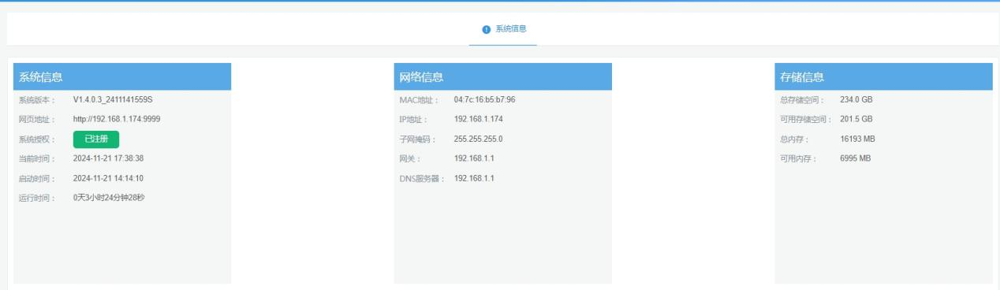 系统信息
系统信息
系统版本： V1.4.0.3_2411141559S
网页地址： http://192.168.1.174:9999
系统授权： 已注册
当前时间： 2024-11-21 17:38:38
启动时间： 2024-11-21 14:14:10
运行时间： 0天3小时24分钟28秒
网络信息
MAC地址： 04:7c:16:b5:b7:96
IP地址： 192.168.1.174
子网掩码： 255.255.255.0
网关： 192.168.1.1
DNS服务器： 192.168.1.1
存储信息
总存储空间： 234.0 GB
可用存储空间： 201.5 GB
总内存： 16193 MB
可用内存： 6995 MB